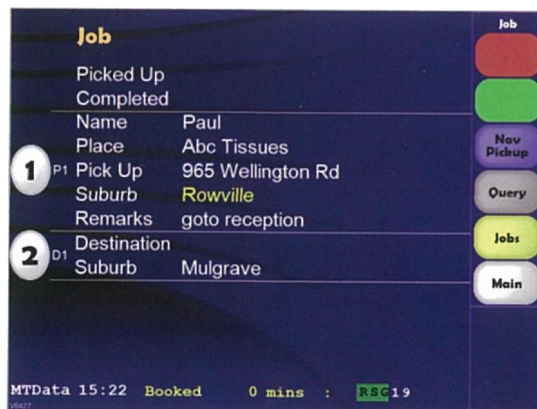 Job
Picked Up
Completed
Name Paul
Place Abc Tissues
1 P1 Pick Up 965 Wellington Rd
Suburb Rowville
Remarks goto reception
2 D1 Destination
Suburb Mulgrave
MTData 15:22 Booked 0 mins : RSG19
V6427
Job
Nav
Pickup
Query
Jobs
Main